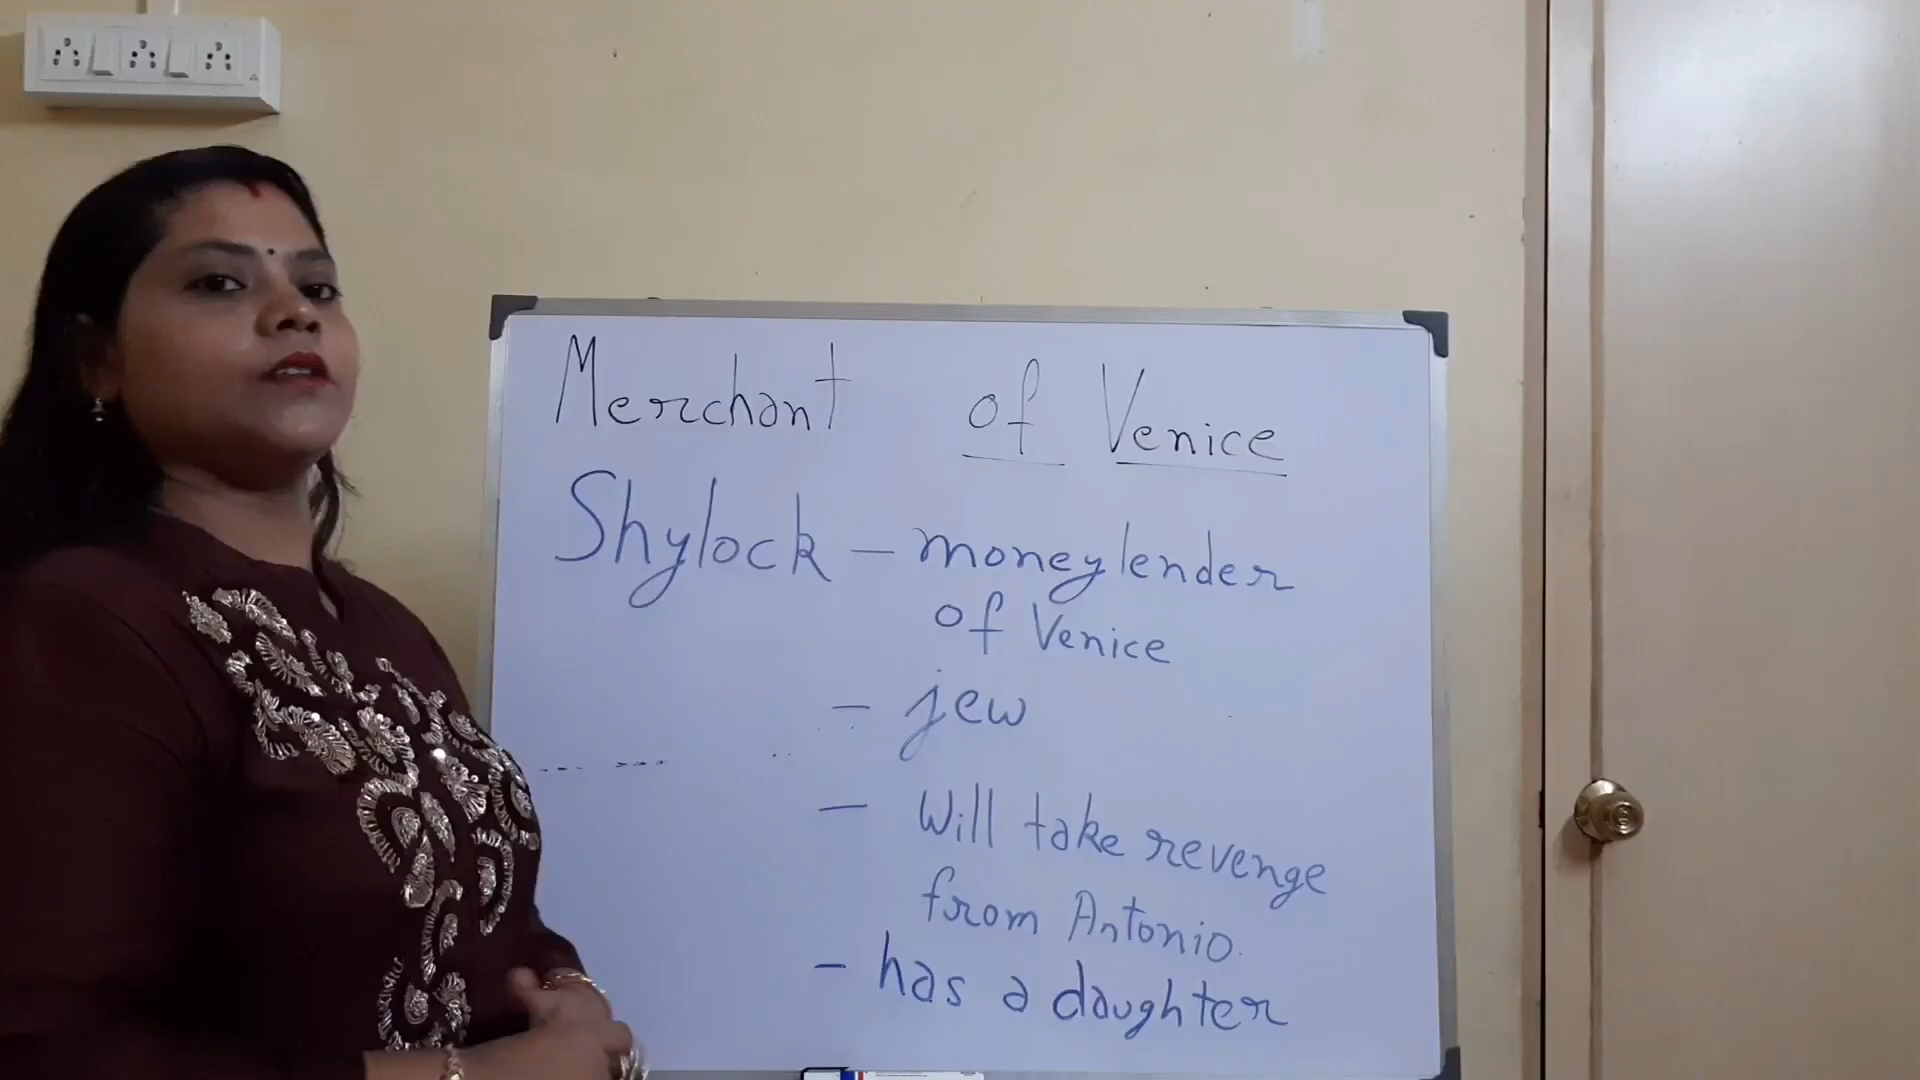 Merchant of Venice
Shylock – moneylender
of Venice
– jew
– Will take revenge
from Antonio.
– has a daughter